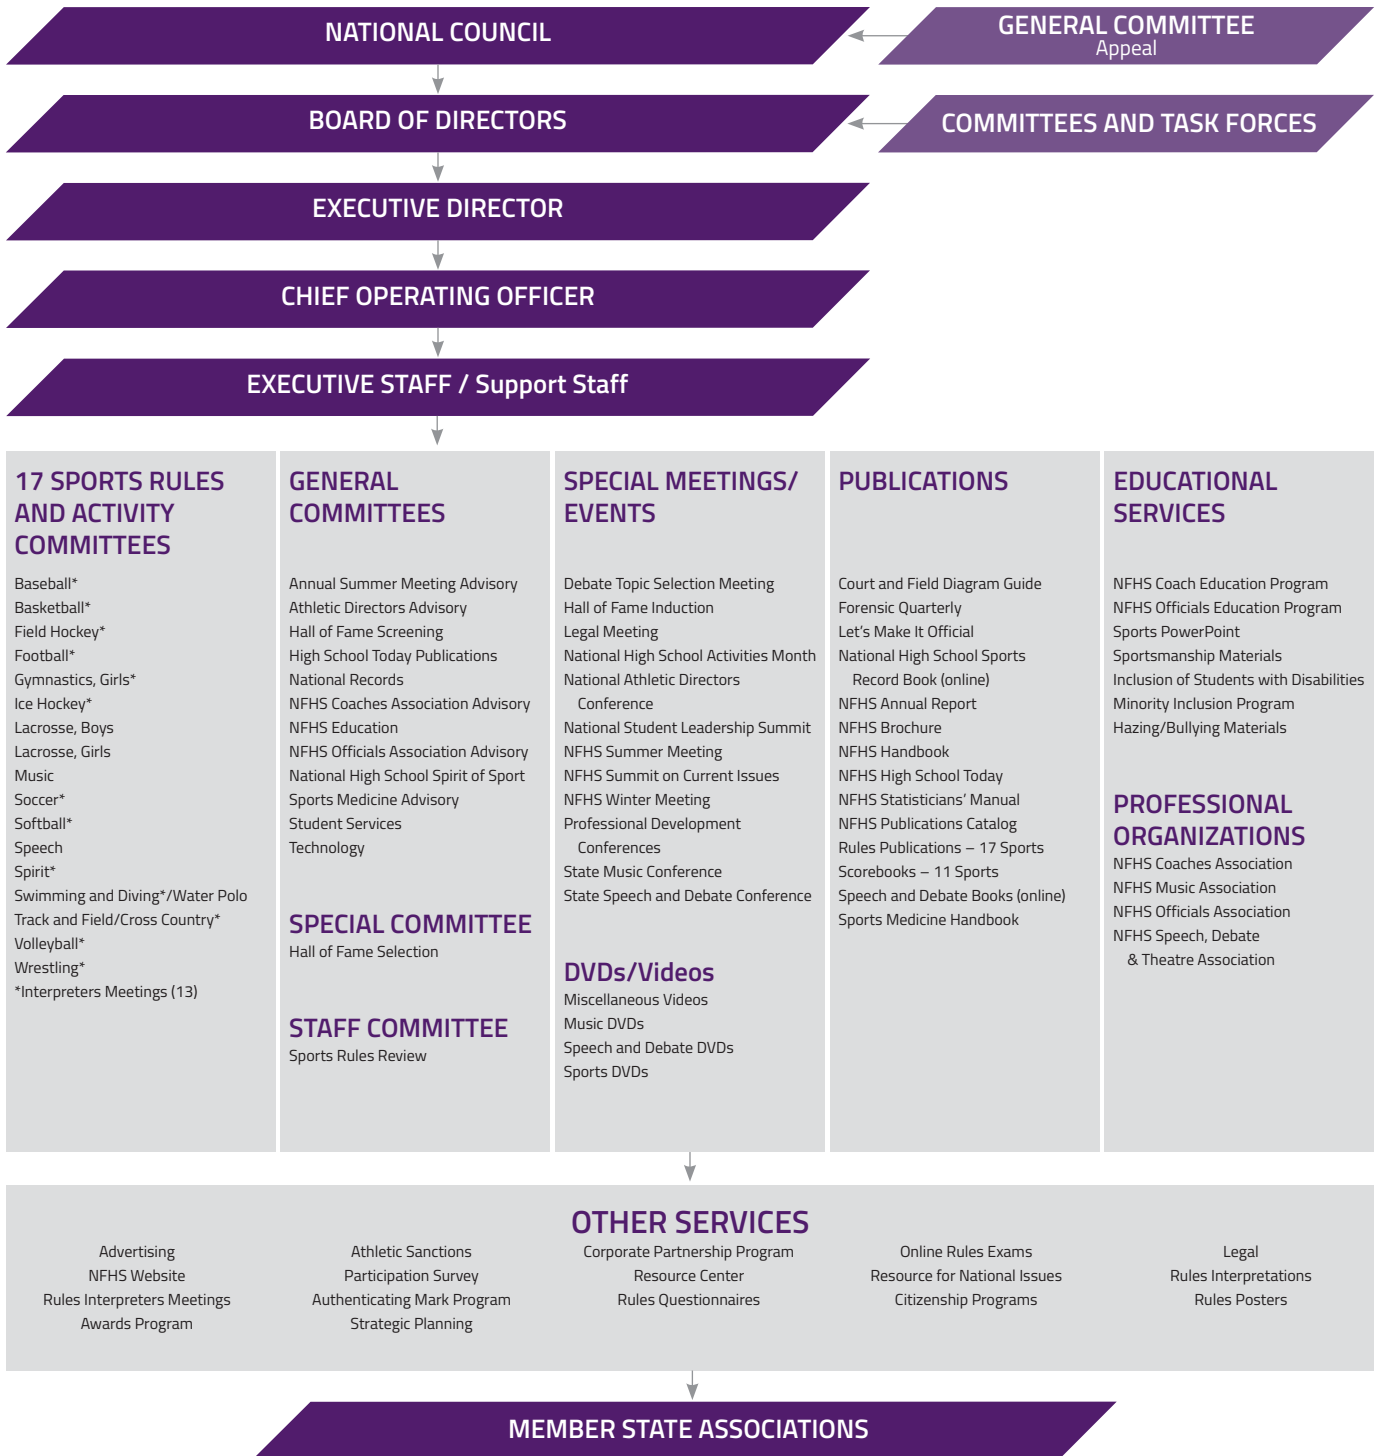 NATIONAL COUNCIL
GENERAL COMMITTEE
Appeal
BOARD OF DIRECTORS
COMMITTEES AND TASK FORCES
EXECUTIVE DIRECTOR
CHIEF OPERATING OFFICER
EXECUTIVE STAFF / Support Staff
17 SPORTS RULES
AND ACTIVITY
COMMITTEES
Baseball*
Basketball*
Field Hockey*
Football*
Gymnastics, Girls*
Ice Hockey*
Lacrosse, Boys
Lacrosse, Girls
Music
Soccer*
Softball*
Speech
Spirit*
Swimming and Diving*/Water Polo
Track and Field/Cross Country*
Volleyball*
Wrestling*
*Interpreters Meetings (13)
GENERAL
COMMITTEES
Annual Summer Meeting Advisory
Athletic Directors Advisory
Hall of Fame Screening
High School Today Publications
National Records
NFHS Coaches Association Advisory
NFHS Education
NFHS Officials Association Advisory
National High School Spirit of Sport
Sports Medicine Advisory
Student Services
Technology
SPECIAL COMMITTEE
Hall of Fame Selection
STAFF COMMITTEE
Sports Rules Review
SPECIAL MEETINGS/
EVENTS
Debate Topic Selection Meeting
Hall of Fame Induction
Legal Meeting
National High School Activities Month
National Athletic Directors
Conference
National Student Leadership Summit
NFHS Summer Meeting
NFHS Summit on Current Issues
NFHS Winter Meeting
Professional Development
Conferences
State Music Conference
State Speech and Debate Conference
DVDs/Videos
Miscellaneous Videos
Music DVDs
Speech and Debate DVDs
Sports DVDs
PUBLICATIONS
Court and Field Diagram Guide
Forensic Quarterly
Let's Make It Official
National High School Sports
Record Book (online)
NFHS Annual Report
NFHS Brochure
NFHS Handbook
NFHS High School Today
NFHS Statisticians' Manual
NFHS Publications Catalog
Rules Publications – 17 Sports
Scorebooks – 11 Sports
Speech and Debate Books (online)
Sports Medicine Handbook
EDUCATIONAL
SERVICES
NFHS Coach Education Program
NFHS Officials Education Program
Sports PowerPoint
Sportsmanship Materials
Inclusion of Students with Disabilities
Minority Inclusion Program
Hazing/Bullying Materials
PROFESSIONAL
ORGANIZATIONS
NFHS Coaches Association
NFHS Music Association
NFHS Officials Association
NFHS Speech, Debate
& Theatre Association
OTHER SERVICES
Advertising
NFHS Website
Rules Interpreters Meetings
Awards Program
Athletic Sanctions
Participation Survey
Authenticating Mark Program
Strategic Planning
Corporate Partnership Program
Resource Center
Rules Questionnaires
Online Rules Exams
Resource for National Issues
Citizenship Programs
Legal
Rules Interpretations
Rules Posters
MEMBER STATE ASSOCIATIONS